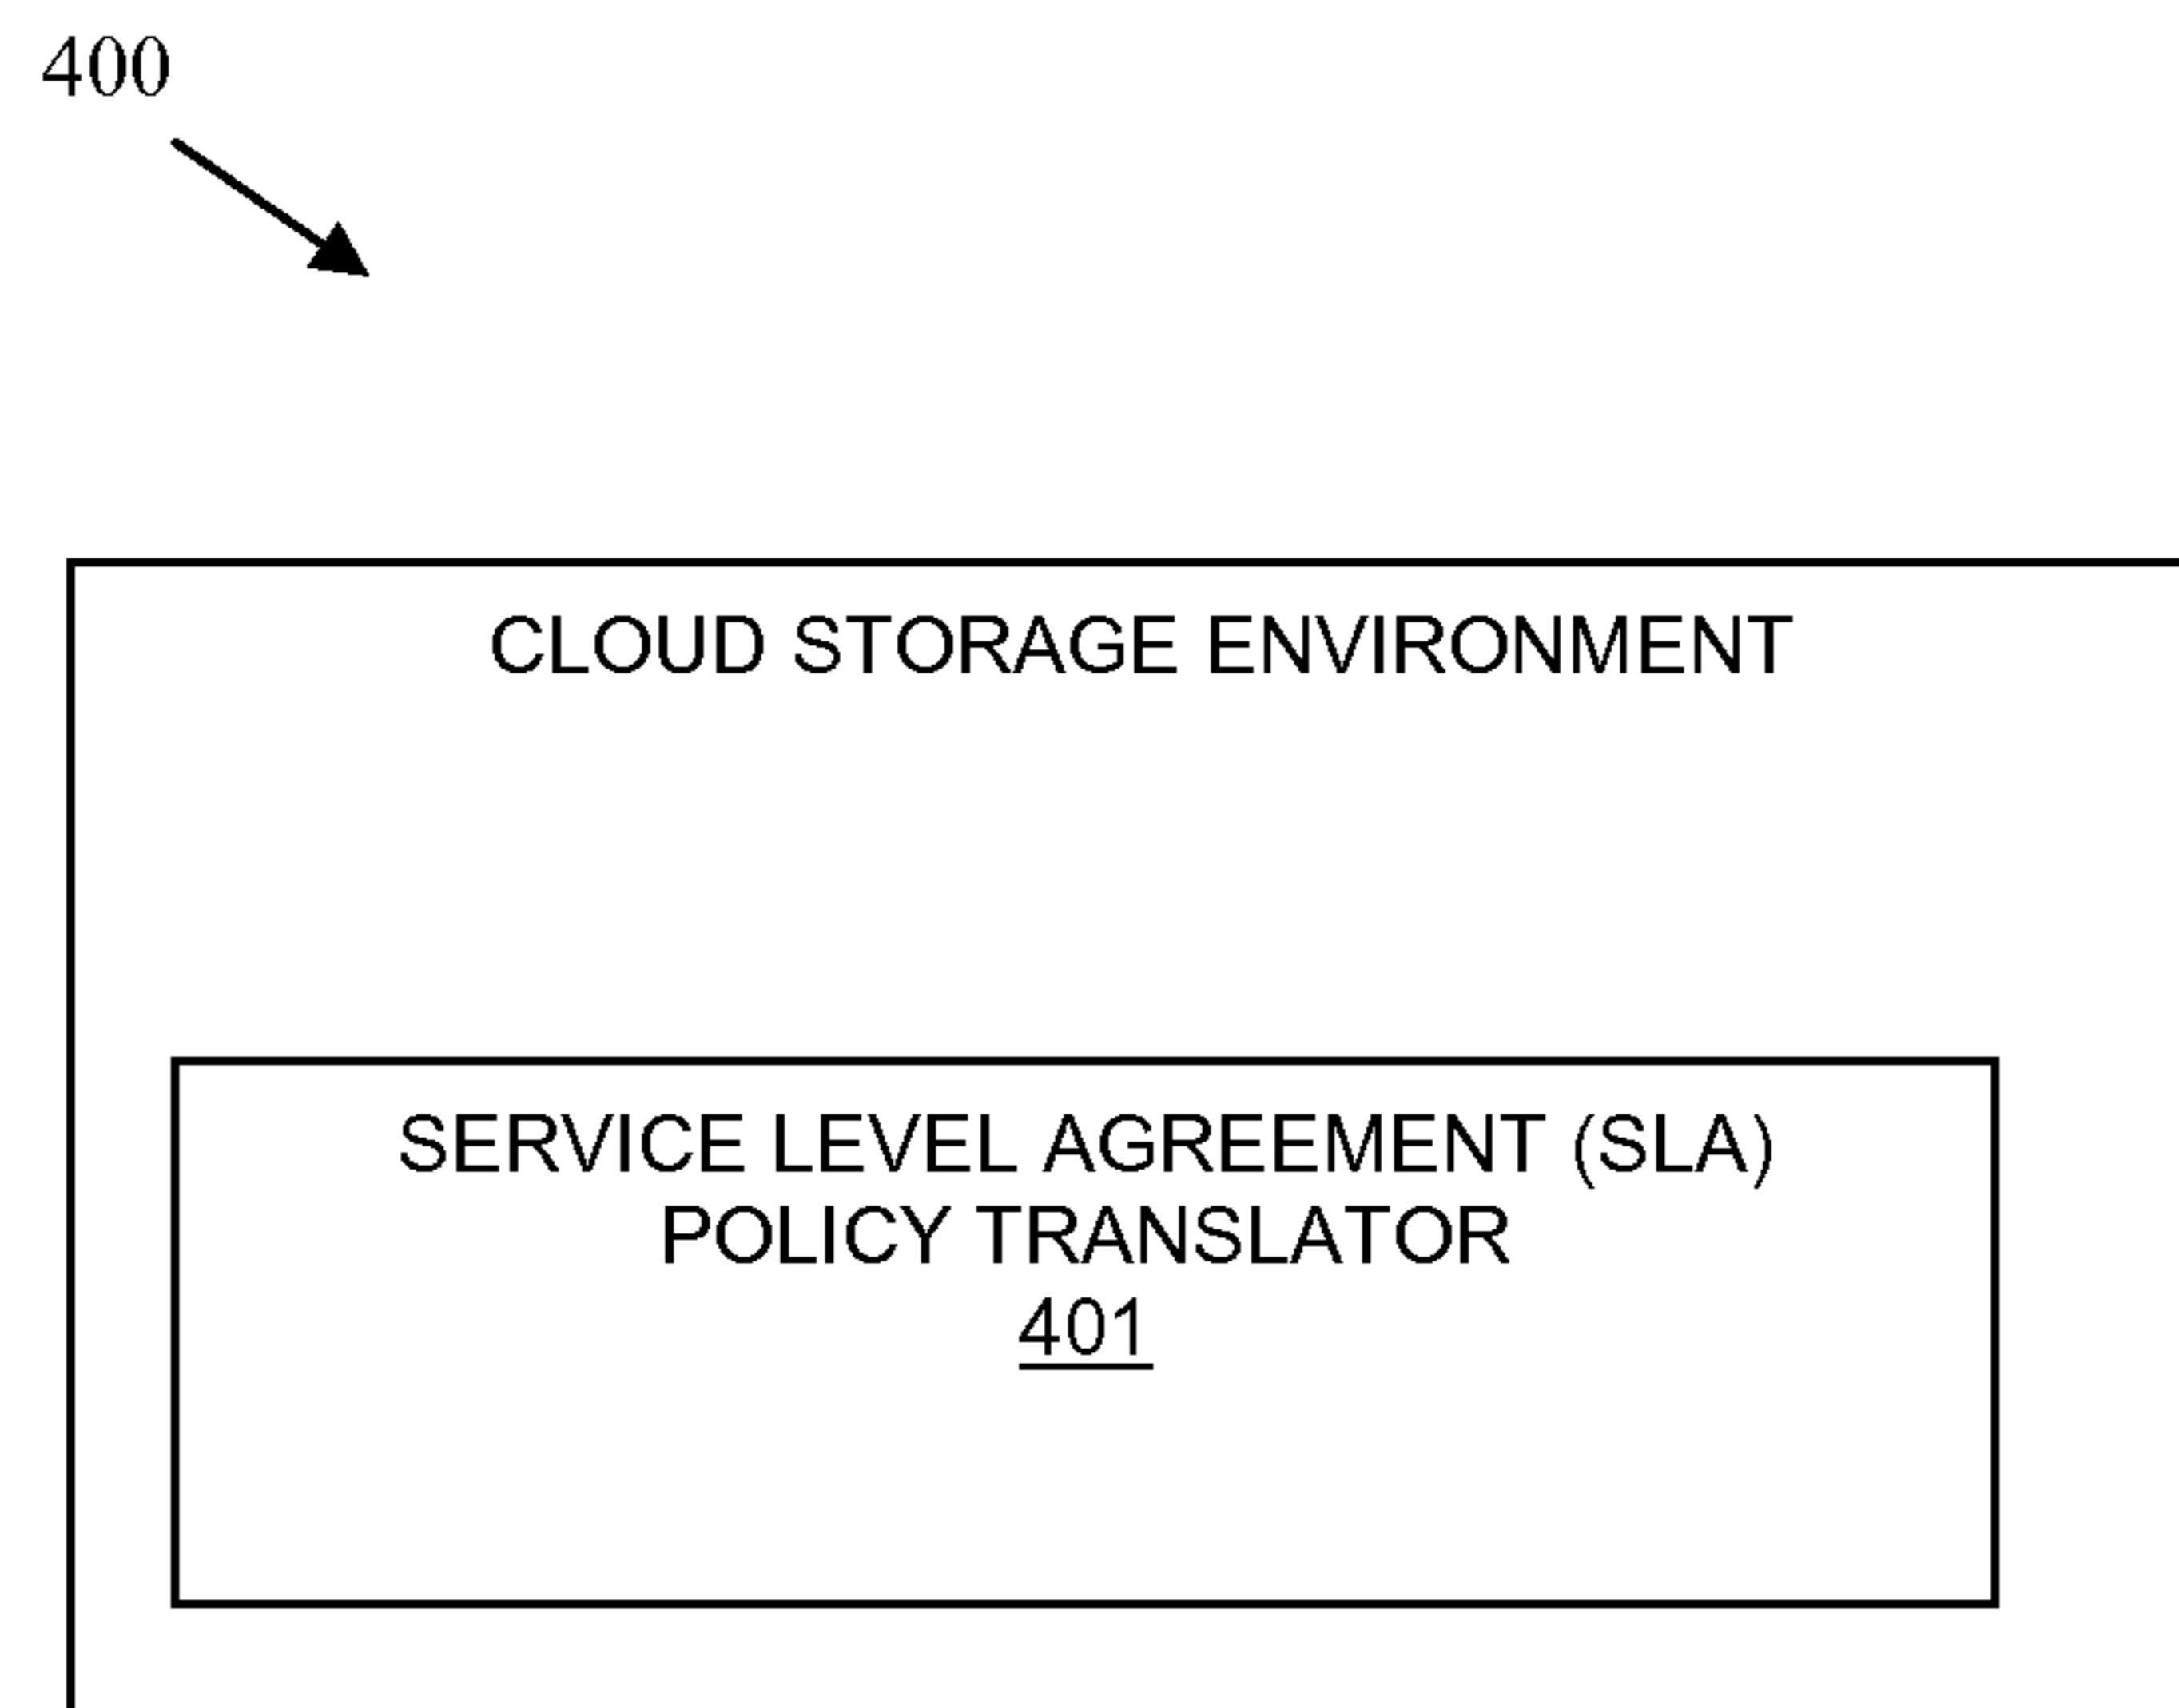 400
CLOUD STORAGE ENVIRONMENT
SERVICE LEVEL AGREEMENT (SLA)
POLICY TRANSLATOR
401